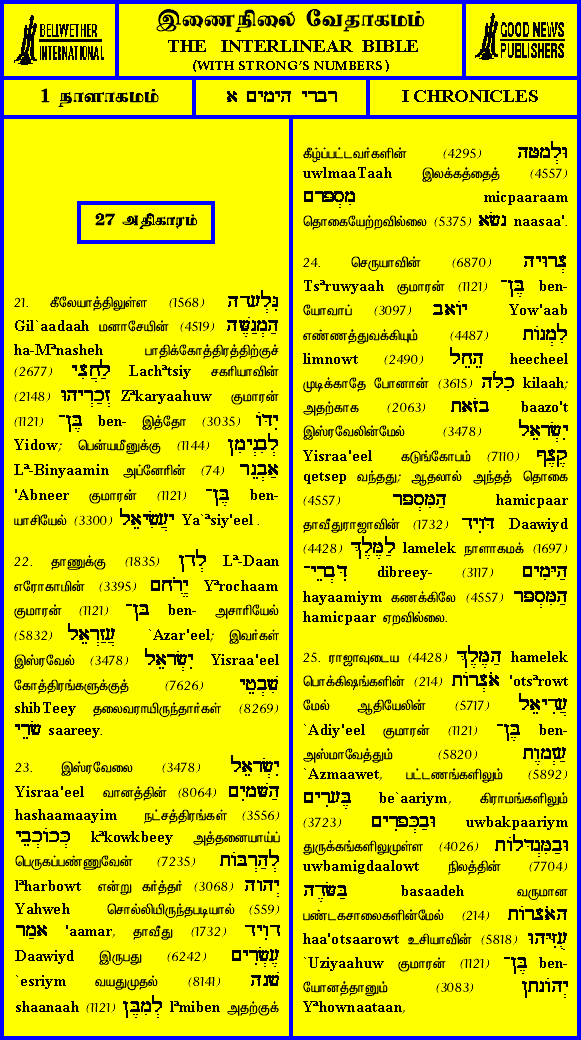 BELLWETHER
INTERNATIONAL
இணைநிலை வேதாகமம்
THE INTERLINEAR BIBLE
(WITH STRONG'S NUMBERS)
GOOD NEWS
PUBLISHERS
1 நாளாகமம்
דברי הימים א
I CHRONICLES
27 அதிகாரம்
21. கீலேயாத்திலுள்ள (1568) גִּלְעָדָה
Gil`aadaah மனாசேயின் (4519) הַמְנַשֶּׁה
ha-Mªnasheh பாதிக்கோத்திரத்திற்குச்
(2677) לַחֲצִי Lachªtsiy சகரியாவின்
(2148) זְכַרְיָהוּ Zªkaryaahuw குமாரன்
(1121) בֶּן־ ben- இத்தோ (3035) יִדּוֹ
Yidow; பென்யமீனுக்கு (1144) לְבִנְיָמִן
Lª-Binyaamin அப்னேரின் (74) אַבְנֵר
'Abneer குமாரன் (1121) בֶּן־ ben-
யாசியேல் (3300) יַעֲשִׂיאֵל Ya`ªsiy'eel .
22. தாணுக்கு (1835) לְדָן Lª-Daan
எரோகாமின் (3395) יְרֹחָם Yªrochaam
குமாரன் (1121) בֶּן־ ben- அசாரியேல்
(5832) עֲזַרְאֵל `Azar'eel; இவர்கள்
இஸ்ரவேல் (3478) יִשְׂרָאֵל Yisraa'eel
கோத்திரங்களுக்குத் (7626) שִׁבְטֵי
shibTeey தலைவராயிருந்தார்கள் (8269)
שָׂרֵי saareey.
23. இஸ்ரவேலை (3478) יִשְׂרָאֵל
Yisraa'eel வானத்தின் (8064) הַשָּׁמָיִם
hashaamaayim நட்சத்திரங்கள் (3556)
כְּכוֹכְבֵי kªkowkbeey அத்தனையாய்ப்
பெருகப்பண்ணுவேன் (7235) לְהַרְבּוֹת
lªharbowt என்று கர்த்தர் (3068) יְהוָה
Yahweh சொல்லியிருந்தபடியால் (559)
אָמַר 'aamar, தாவீது (1732) דָוִיד
Daawiyd இருபது (6242) עֶשְׂרִים
`esriym வயதுமுதல் (8141) שָׁנָה
shaanaah (1121) לְמִבֶּן lªmiben அதற்குக்
கீழ்ப்பட்டவர்களின் (4295) וּלְמָטָּה
uwlmaaTaah இலக்கத்தைத் (4557)
מִסְפָּרָם micpaaraam
தொகையேற்றவில்லை (5375) נָשָׂא naasaa'.
24. செருயாவின் (6870) צְרוּיָה
Tsªruwyaah குமாரன் (1121) בֶּן־ ben-
யோவாப் (3097) יוֹאָב Yow'aab
எண்ணத்துவக்கியும் (4487) לִמְנוֹת
limnowt (2490) הֵחֵל heecheel
முடிக்காதே போனான் (3615) כִלָּה kilaah;
அதற்காக (2063) בָזֹאת baazo't
இஸ்ரவேலின்மேல் (3478) יִשְׂרָאֵל
Yisraa'eel கடுங்கோபம் (7110) קֶצֶף
qetsep வந்தது; ஆதலால் அந்தத் தொகை
(4557) הַמִּסְפָּר hamicpaar
தாவீதுராஜாவின் (1732) דָּוִיד Daawiyd
(4428) לַמֶּלֶךְ lamelek நாளாகமக் (1697)
דִּבְרֵי־ dibreey- (3117) הַיָּמִים
hayaamiym கணக்கிலே (4557) הַמִּסְפָּר
hamicpaar ஏறவில்லை.
25. ராஜாவுடைய (4428) הַמֶּלֶךְ hamelek
பொக்கிஷங்களின் (214) אֹצְרוֹת 'otsªrowt
மேல் ஆதியேலின் (5717) עֲדִיאֵל
`Adiy'eel குமாரன் (1121) בֶּן־ ben-
அஸ்மாவேத்தும் (5820) עַזְמָוֶת
`Azmaawet, பட்டணங்களிலும் (5892)
בֶּעָרִים be`aariym, கிராமங்களிலும்
(3723) וּבַכְּפָרִים uwbakpaariym
துருக்கங்களிலுமுள்ள (4026) וּבַמִּגְדָּלוֹת
uwbamigdaalowt நிலத்தின் (7704)
בַּשָּׂדֶה basaadeh வருமான
பண்டகசாலைகளின்மேல் (214) הָאֹצָרוֹת
haa'otsaarowt உசியாவின் (5818) עֻזִּיָּהוּ
`Uziyaahuw குமாரன் (1121) בֶּן־ ben-
யோனத்தானும் (3083) יְהוֹנָתָן
Yªhownaataan,